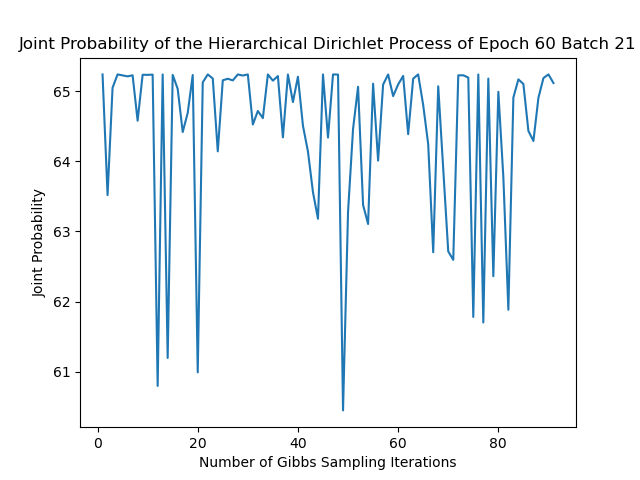 Joint Probability of the Hierarchical Dirichlet Process of Epoch 60 Batch 21
Joint Probability
65
64
63
62
61
0 20 40 60 80
Number of Gibbs Sampling Iterations